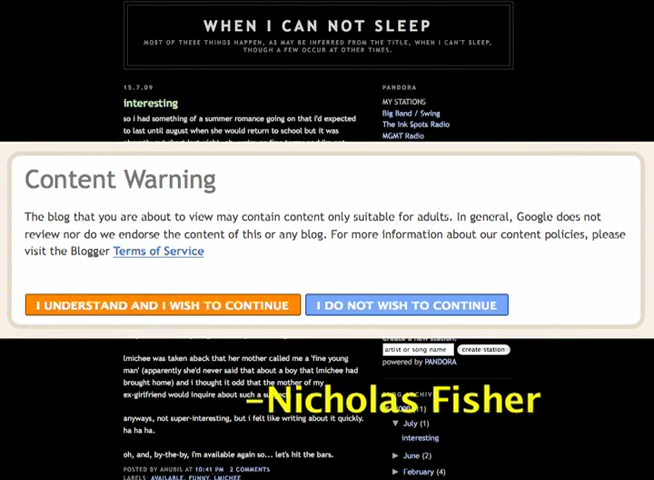 WHEN I CAN NOT SLEEP
MOST OF THESE THINGS HAPPEN, AS MAY BE INFERRED FROM THE TITLE, WHEN I CAN'T SLEEP,
THOUGH A FEW OCCUR AT OTHER TIMES.
13.7.09
interesting
so i had something of a summer romance going on that i'd expected
to last until august when she would return to school but it was
PANDORA
MY STATIONS
Big Band / Swing
The Ink Spots Radio
MGMT Radio
Content Warning
The blog that you are about to view may contain content only suitable for adults. In general, Google does not
review nor do we endorse the content of this or any blog. For more information about our content policies, please
visit the Blogger Terms of Service
I UNDERSTAND AND I WISH TO CONTINUE
I DO NOT WISH TO CONTINUE
lmichee was taken aback that her mother called me a 'fine young
man' (apparently she'd never said that about a boy that lmichee had
brought home) and i thought it odd that the mother of my
ex-girlfriend would inquire about such a
anyways, not super-interesting, but i felt like writing about it quickly.
ha ha ha.
oh, and, by-the-by, i'm available again so... let's hit the bars.
POSTED BY ANUBIS AT 10:41 PM 2 COMMENTS
LABELS: AVAILABLE, FUNNY, LMICHEE
artist or song name
create station
powered by PANDORA
–Nicholas Fisher
▼ July (1)
interesting
► June (2)
► February (4)